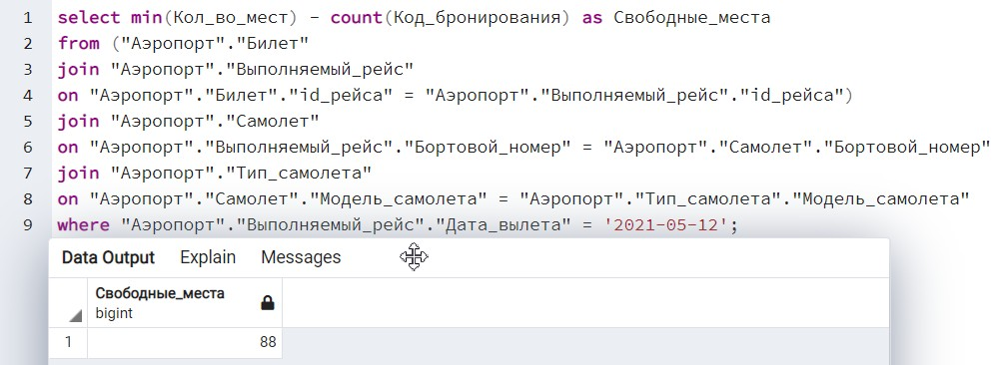 1 select min(Кол_во_мест) - count(Код_бронирования) as Свободные_места
2 from ("Аэропорт"."Билет"
3 join "Аэропорт"."Выполняемый_рейс"
4 on "Аэропорт"."Билет"."id_рейса" = "Аэропорт"."Выполняемый_рейс"."id_рейса")
5 join "Аэропорт"."Самолет"
6 on "Аэропорт"."Выполняемый_рейс"."Бортовой_номер" = "Аэропорт"."Самолет"."Бортовой_номер"
7 join "Аэропорт"."Тип_самолета"
8 on "Аэропорт"."Самолет"."Модель_самолета" = "Аэропорт"."Тип_самолета"."Модель_самолета"
9 where "Аэропорт"."Выполняемый_рейс"."Дата_вылета" = '2021-05-12';
Data Output Explain Messages
Свободные_места
bigint
1 88